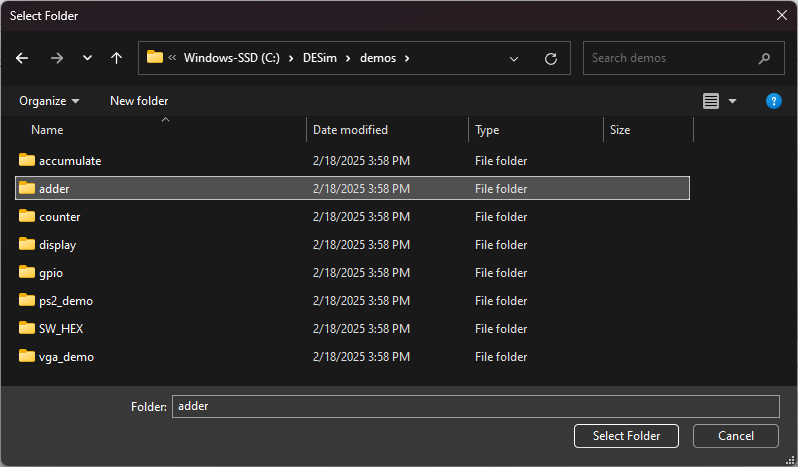 Select Folder
« Windows-SSD (C:) > DESim > demos > Search demos
Organize New folder ?
Name Date modified Type Size
accumulate 2/18/2025 3:58 PM File folder
adder 2/18/2025 3:58 PM File folder
counter 2/18/2025 3:58 PM File folder
display 2/18/2025 3:58 PM File folder
gpio 2/18/2025 3:58 PM File folder
ps2_demo 2/18/2025 3:58 PM File folder
SW_HEX 2/18/2025 3:58 PM File folder
vga_demo 2/18/2025 3:58 PM File folder
Folder: adder
Select Folder Cancel